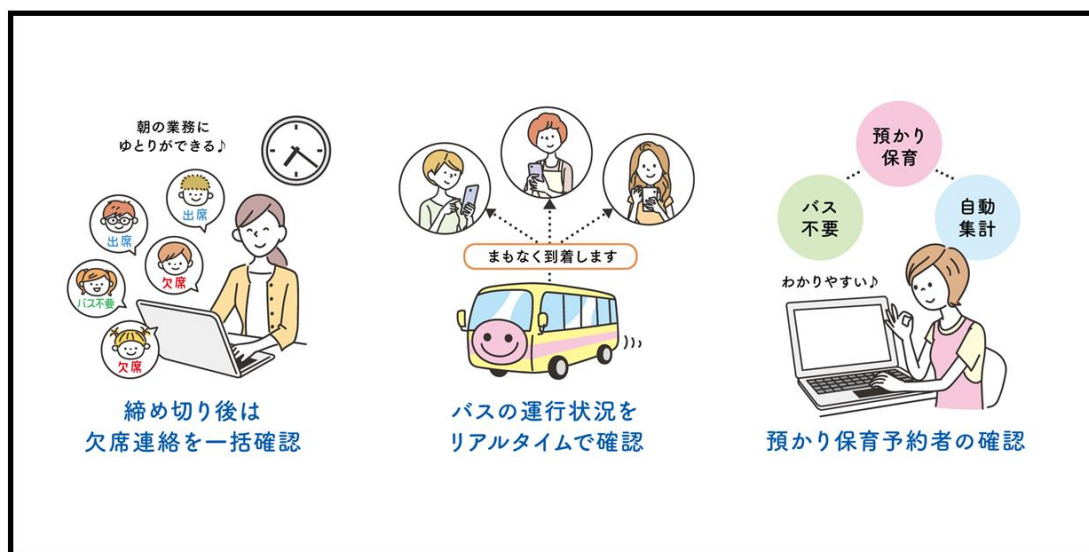 朝の業務に
ゆとりができる♪
出席
出席
欠席
バス不要
欠席
締め切り後は
欠席連絡を一括確認
まもなく到着します
バスの運行状況を
リアルタイムで確認
預かり
保育
バス
不要
自動
集計
わかりやすい♪
預かり保育予約者の確認